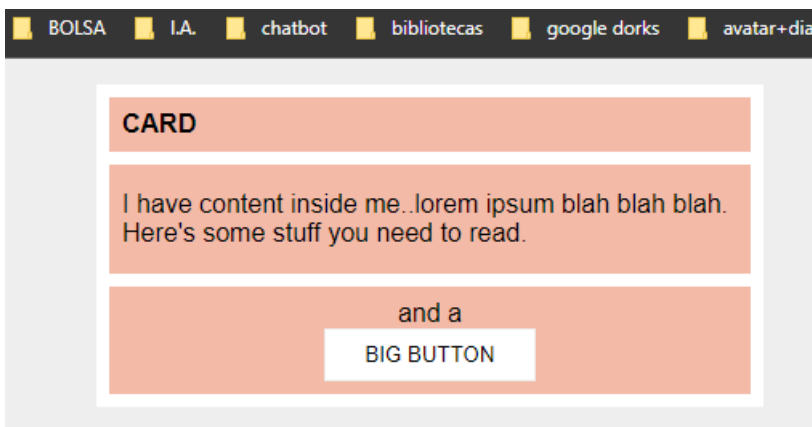 BOLSA I.A. chatbot bibliotecas google dorks avatar+dia
CARD
I have content inside me..lorem ipsum blah blah blah.
Here's some stuff you need to read.
and a
BIG BUTTON